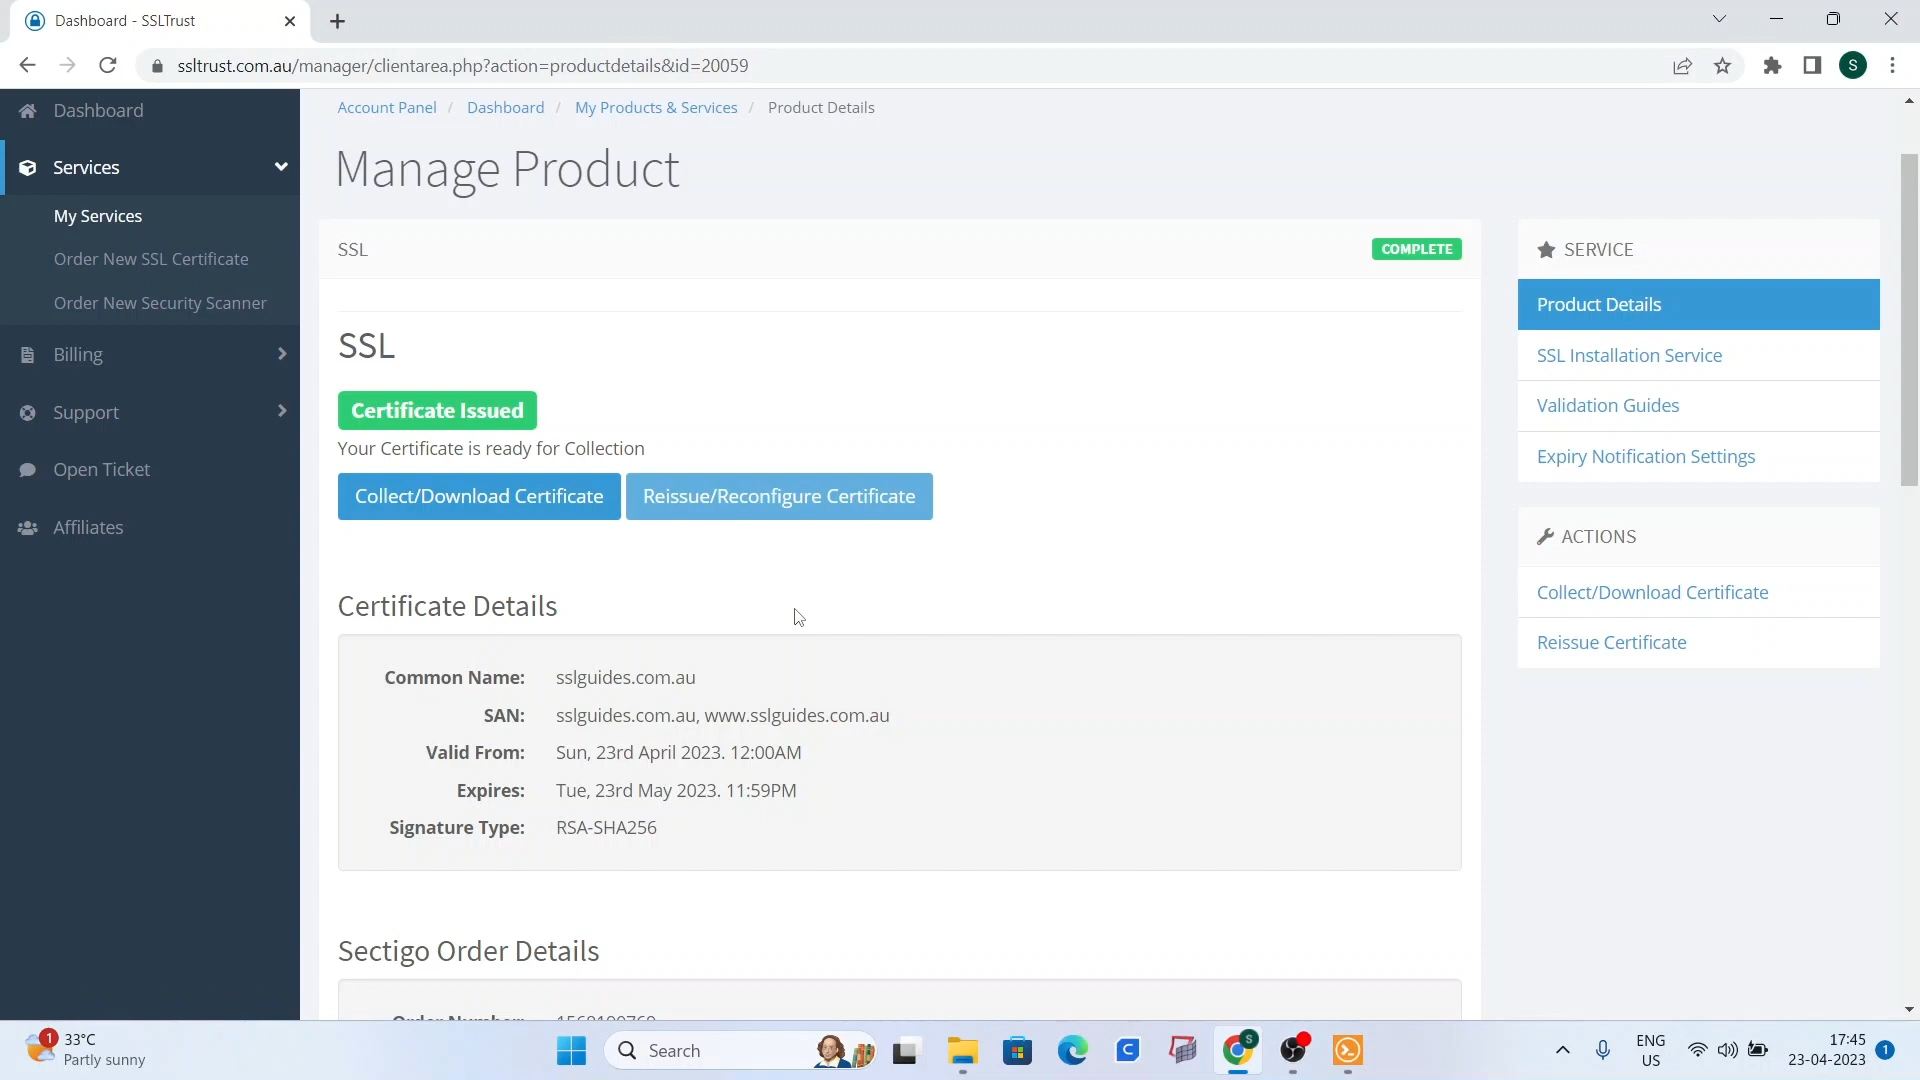 Dashboard - SSLTrust
ssltrust.com.au/manager/clientarea.php?action=productdetails&id=20059
S
Dashboard
Services
My Services
Order New SSL Certificate
Order New Security Scanner
Billing
Support
Open Ticket
Affiliates
Account Panel / Dashboard / My Products & Services / Product Details
Manage Product
SSL
COMPLETE
SSL
Certificate Issued
Your Certificate is ready for Collection
Collect/Download Certificate
Reissue/Reconfigure Certificate
Certificate Details
Common Name: sslguides.com.au
SAN: sslguides.com.au, www.sslguides.com.au
Valid From: Sun, 23rd April 2023. 12:00AM
Expires: Tue, 23rd May 2023. 11:59PM
Signature Type: RSA-SHA256
Sectigo Order Details
SERVICE
Product Details
SSL Installation Service
Validation Guides
Expiry Notification Settings
ACTIONS
Collect/Download Certificate
Reissue Certificate
1
33°C
Partly sunny
Search
S
ENG
US
17:45
23-04-2023
1